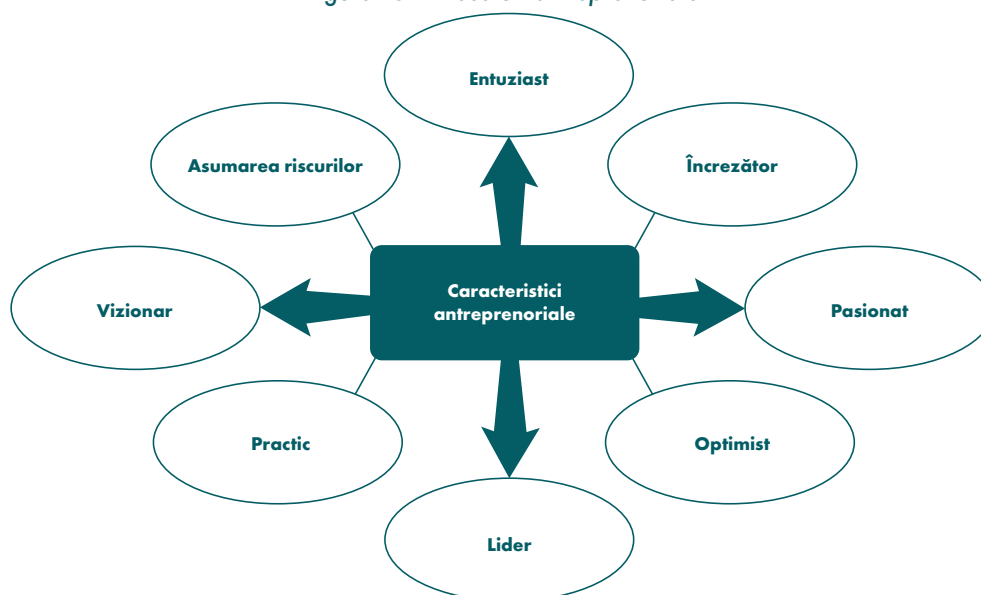 Entuziast
Asumarea riscurilor
Încrezător
Caracteristici
antreprenoriale
Vizionar
Pasionat
Practic
Optimist
Lider